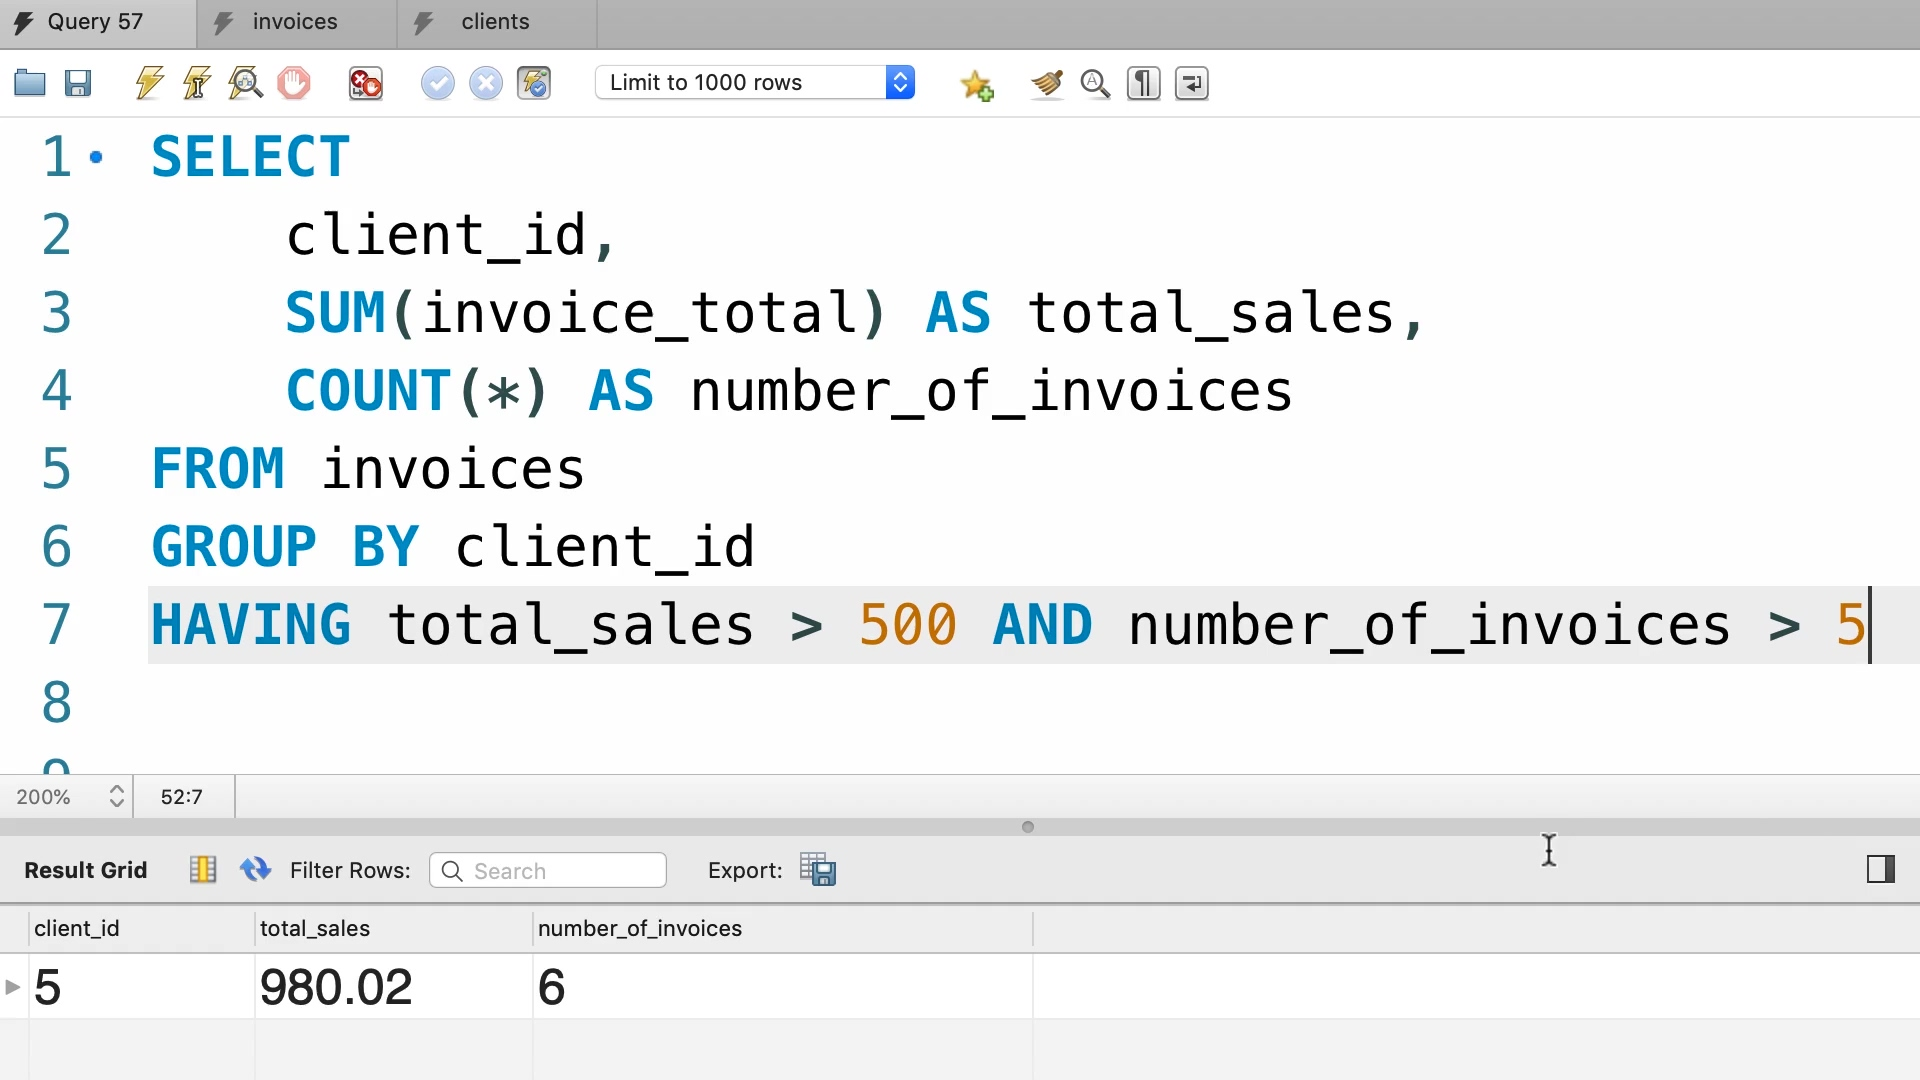 Query 57 invoices clients
Limit to 1000 rows
1 SELECT
2 client_id,
3 SUM(invoice_total) AS total_sales,
4 COUNT(*) AS number_of_invoices
5 FROM invoices
6 GROUP BY client_id
7 HAVING total_sales > 500 AND number_of_invoices > 5
8
9
200% 52:7
Result Grid Filter Rows: Search Export:
client_id total_sales number_of_invoices
5 980.02 6